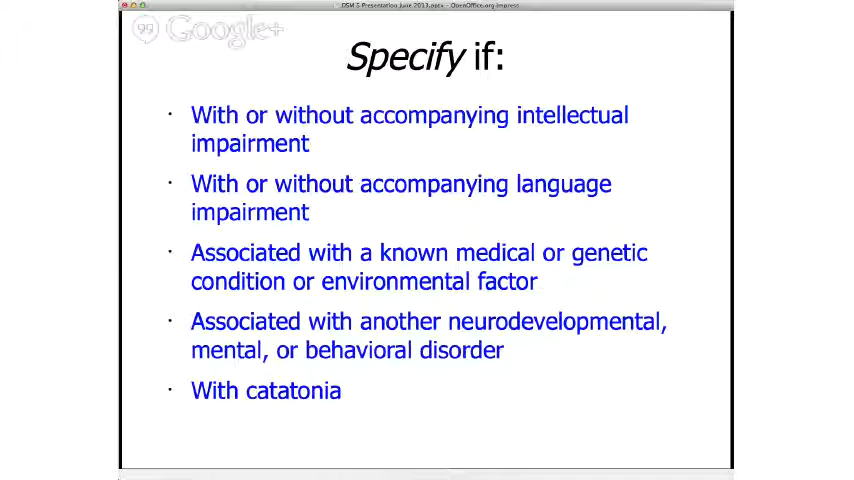 DSM 5 Presentation June 2013.pptx - OpenOffice.org Impress
Google+
Specify if:
· With or without accompanying intellectual
impairment
· With or without accompanying language
impairment
· Associated with a known medical or genetic
condition or environmental factor
· Associated with another neurodevelopmental,
mental, or behavioral disorder
· With catatonia